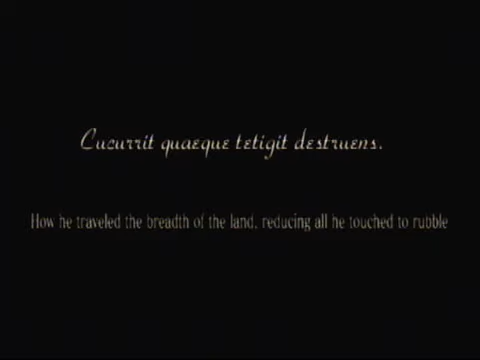 Cucurrit quaeque tetigit destruens.
How he traveled the breadth of the land, reducing all he touched to rubble